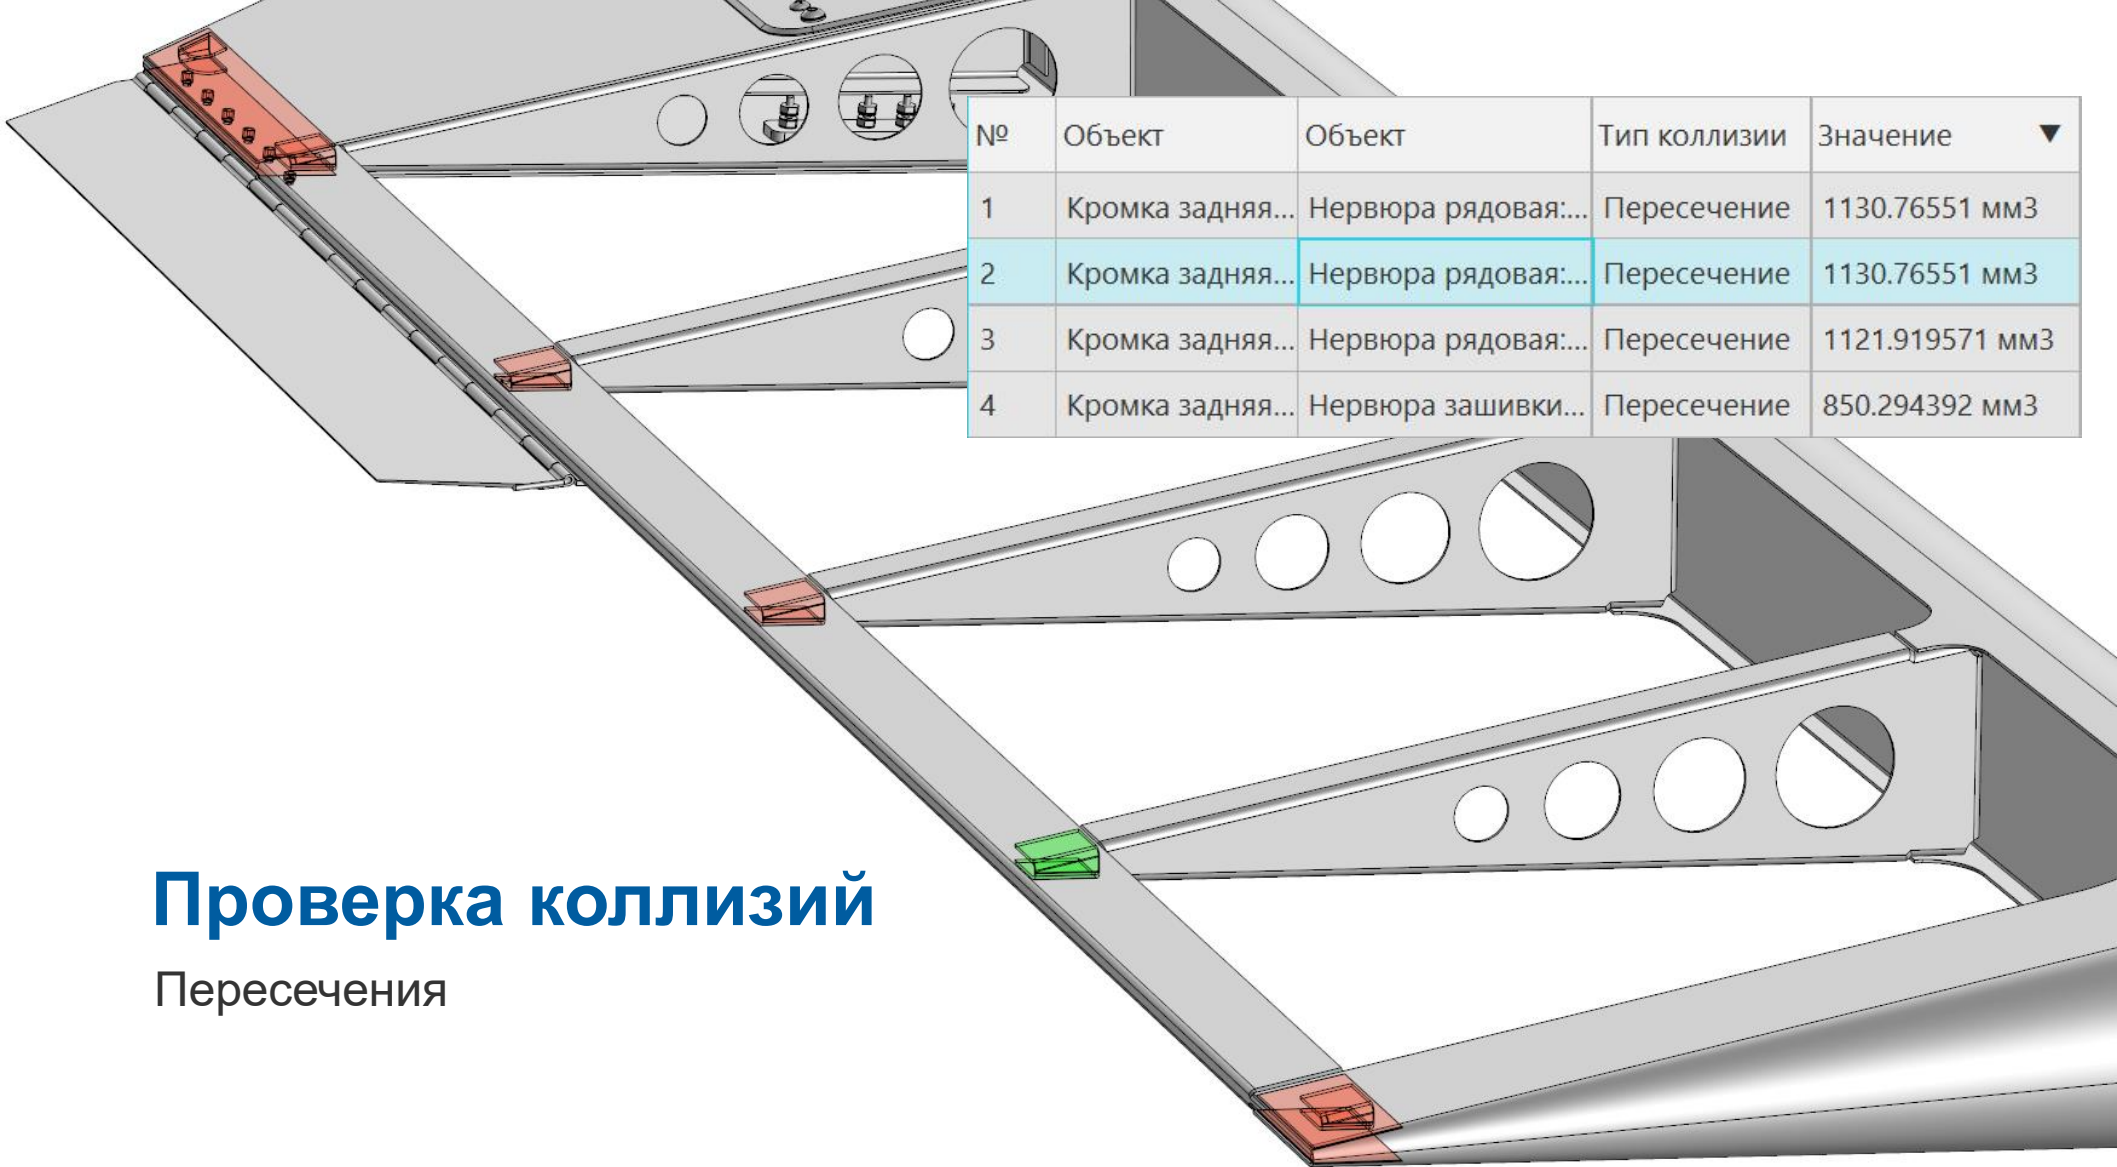 № Объект Объект Тип коллизии Значение ▼
1 Кромка задняя... Нервюра рядовая:... Пересечение 1130.76551 мм3
2 Кромка задняя... Нервюра рядовая:... Пересечение 1130.76551 мм3
3 Кромка задняя... Нервюра рядовая:... Пересечение 1121.919571 мм3
4 Кромка задняя... Нервюра зашивки... Пересечение 850.294392 мм3
Проверка коллизий
Пересечения